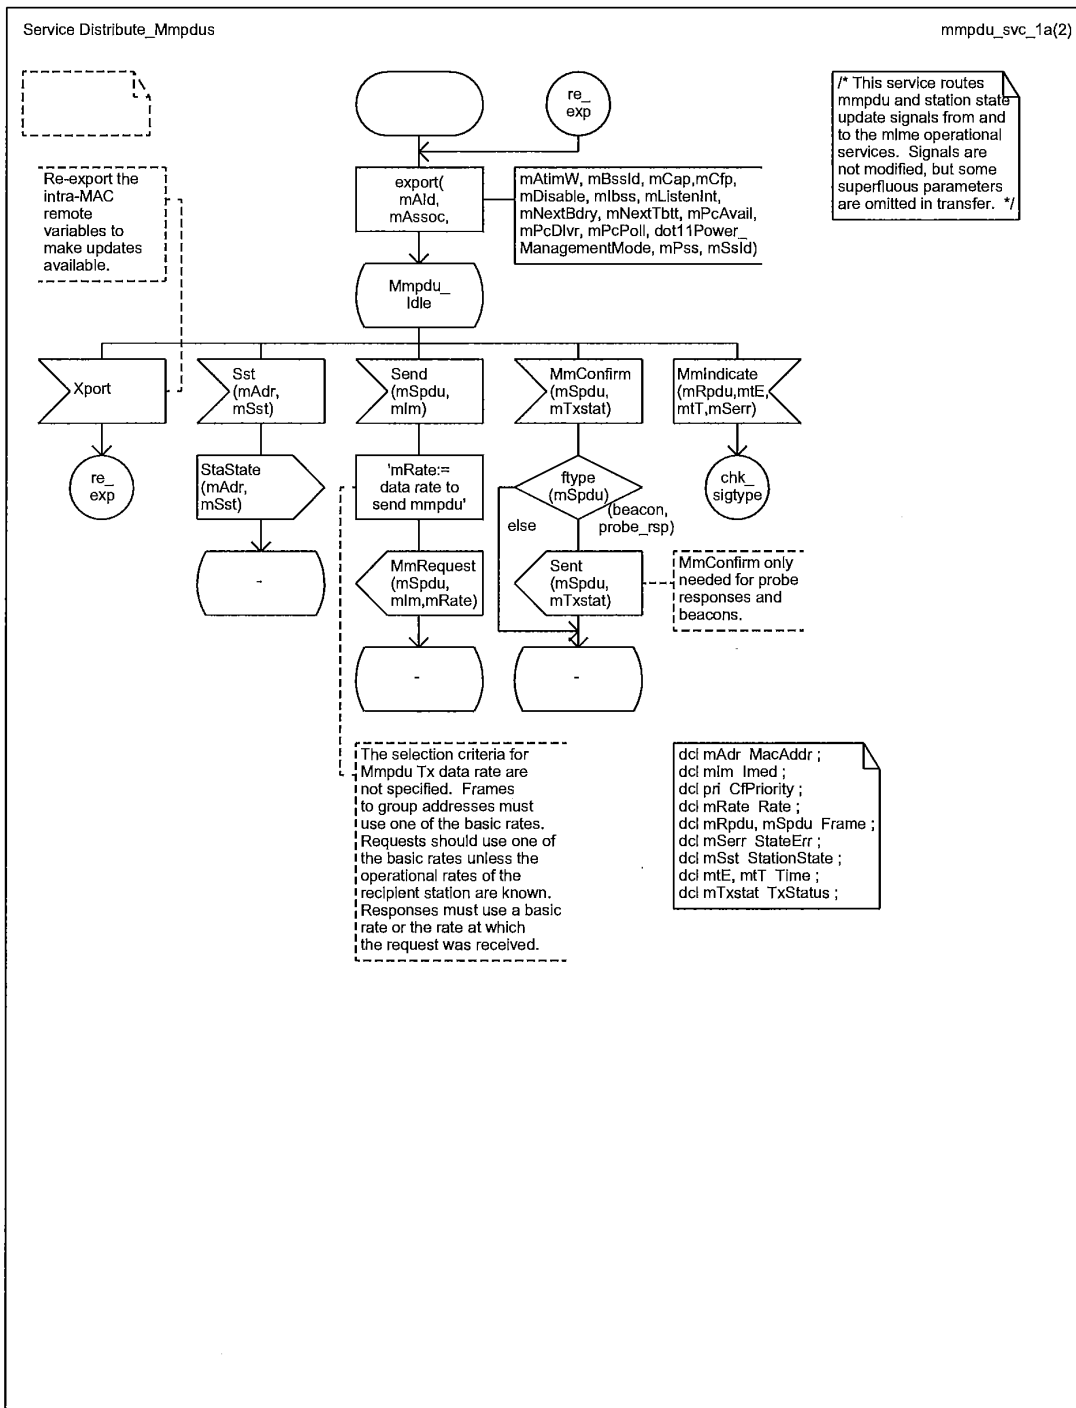 Service Distribute_Mmpdus
mmpdu_svc_1a(2)
re_
exp
/* This service routes
mmpdu and station state
update signals from and
to the mlme operational
services. Signals are
not modified, but some
superfluous parameters
are omitted in transfer. */
Re-export the
intra-MAC
remote
variables to
make updates
available.
export(
mAId,
mAssoc,
mAtimW, mBssId, mCap,mCfp,
mDisable, mIbss, mListenInt,
mNextBdry, mNextTbtt, mPcAvail,
mPcDlvr, mPcPoll, dot11Power_
ManagementMode, mPss, mSsId)
Mmpdu_
Idle
Xport
Sst
(mAdr,
mSst)
Send
(mSpdu,
mIm)
MmConfirm
(mSpdu,
mTxstat)
MmIndicate
(mRpdu,mtE,
mtT,mSerr)
re_
exp
StaState
(mAdr,
mSst)
'mRate:=
data rate to
send mmpdu'
ftype
(mSpdu)
else
(beacon,
probe_rsp)
chk_
sigtype
-
MmRequest
(mSpdu,
mIm,mRate)
Sent
(mSpdu,
mTxstat)
MmConfirm only
needed for probe
responses and
beacons.
-
-
The selection criteria for
Mmpdu Tx data rate are
not specified. Frames
to group addresses must
use one of the basic rates.
Requests should use one of
the basic rates unless the
operational rates of the
recipient station are known.
Responses must use a basic
rate or the rate at which
the request was received.
dcl mAdr MacAddr ;
dcl mIm Imed ;
dcl pri CfPriority ;
dcl mRate Rate ;
dcl mRpdu, mSpdu Frame ;
dcl mSerr StateErr ;
dcl mSst StationState ;
dcl mtE, mtT Time ;
dcl mTxstat TxStatus ;